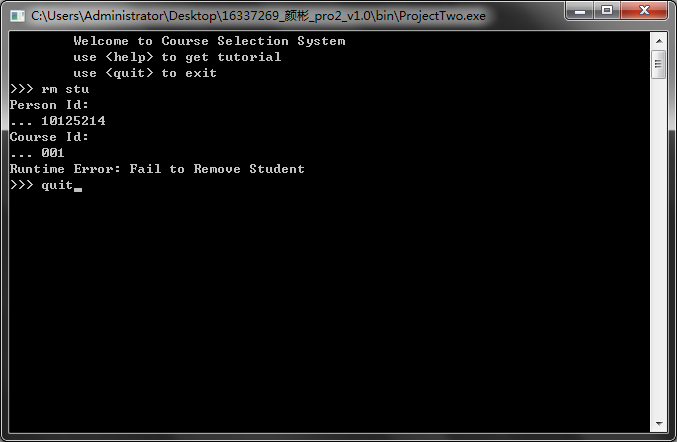 C:\Users\Administrator\Desktop\16337269_颜彬_pro2_v1.0\bin\ProjectTwo.exe
Welcome to Course Selection System
use <help> to get tutorial
use <quit> to exit
>>> rm stu
Person Id:
... 10125214
Course Id:
... 001
Runtime Error: Fail to Remove Student
>>> quit_